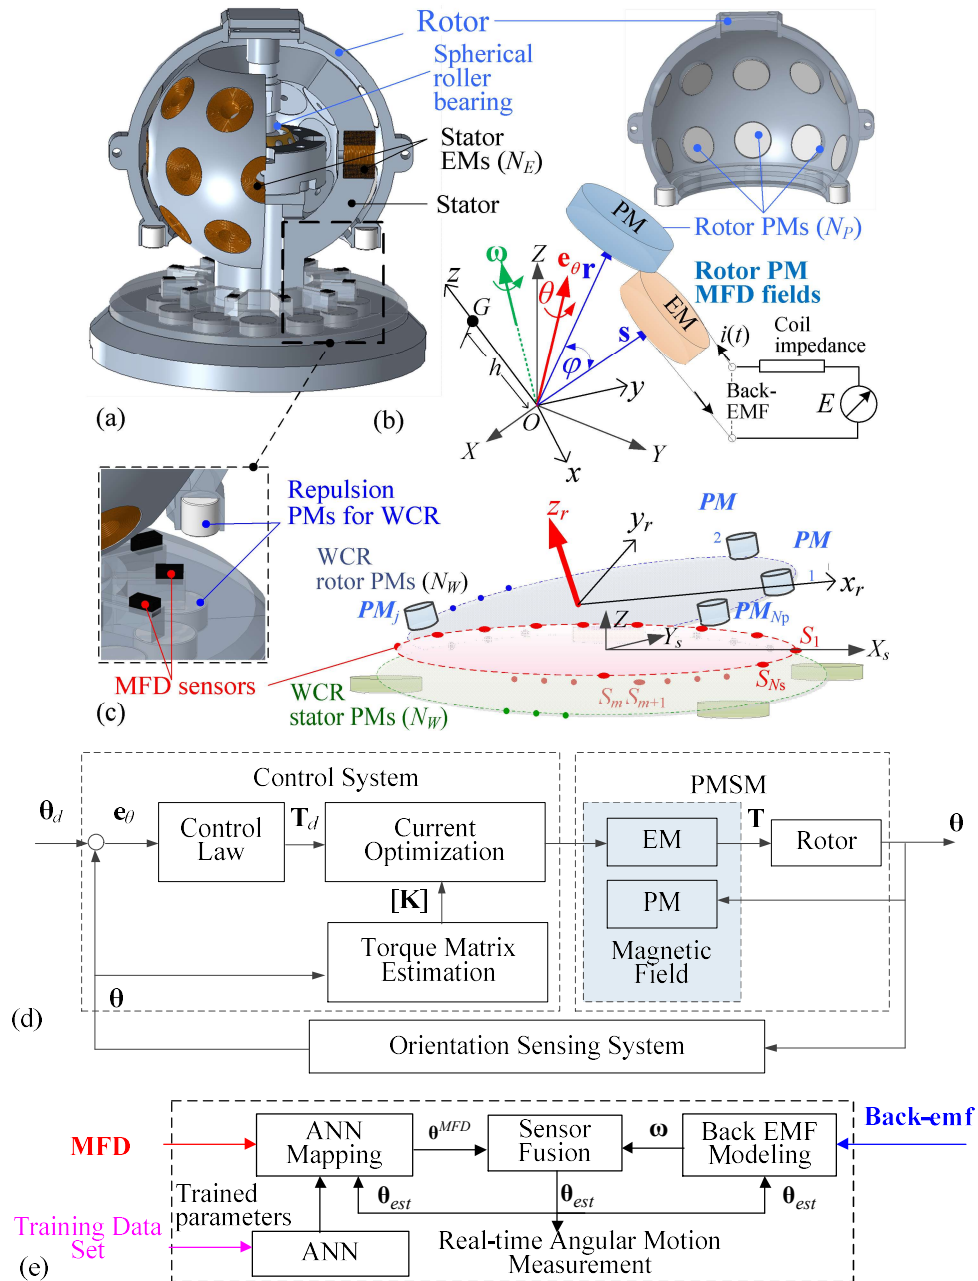 Rotor
Spherical
roller
bearing
Stator
EMs (N_E)
Stator
(a)
Rotor PMs (N_P)
Rotor PM
MFD fields
PM
EM
ω
Z
e_θ
r
θ
z
G
h
s
φ
i(t)
Coil
impedance
Back-
EMF
E
y
O
X
x
Y
(b)
Repulsion
PMs for WCR
MFD sensors
(c)
z_r
y_r
x_r
PM
2
PM
1
WCR
rotor PMs (N_W)
PM_j
PM_Np
Z
Y_s
X_s
S_1
S_Ns
S_m S_m+1
WCR
stator PMs (N_W)
Control System
PMSM
θ_d
e_θ
Control
Law
T_d
Current
Optimization
[K]
Torque Matrix
Estimation
θ
EM
PM
Magnetic
Field
T
Rotor
θ
Orientation Sensing System
(d)
MFD
ANN
Mapping
θ^MFD
Sensor
Fusion
ω
Back EMF
Modeling
Back-emf
Trained
parameters
θ_est
θ_est
θ_est
Training Data
Set
ANN
Real-time Angular Motion
Measurement
(e)